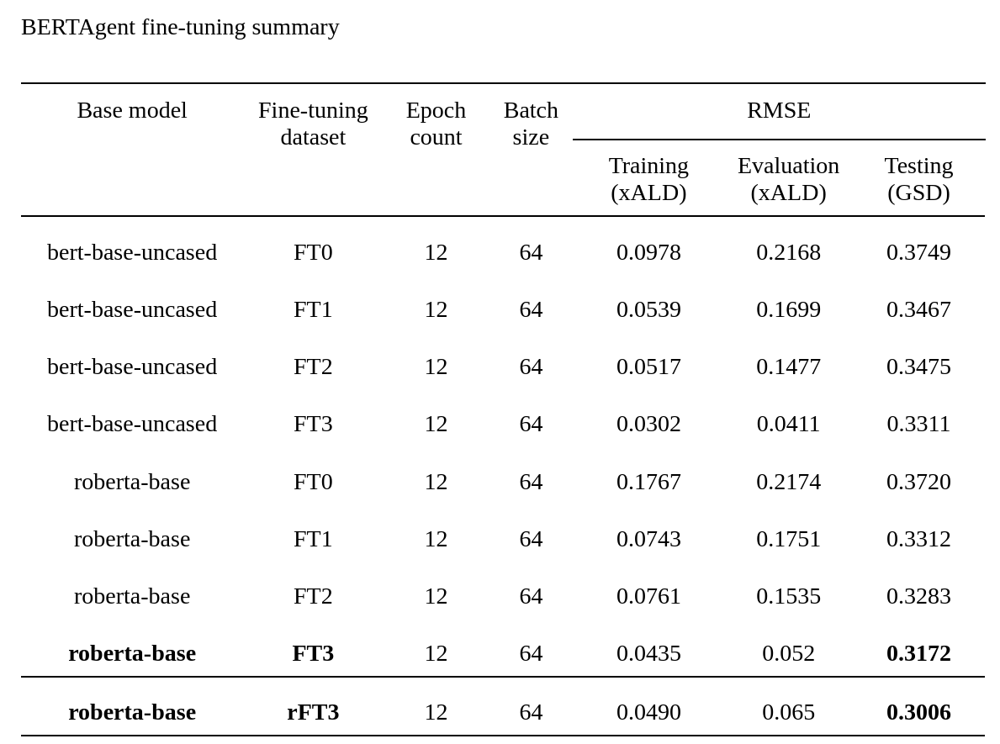 BERTAgent fine-tuning summary
Base model Fine-tuning dataset Epoch count Batch size RMSE
Training (xALD) Evaluation (xALD) Testing (GSD)
bert-base-uncased FT0 12 64 0.0978 0.2168 0.3749
bert-base-uncased FT1 12 64 0.0539 0.1699 0.3467
bert-base-uncased FT2 12 64 0.0517 0.1477 0.3475
bert-base-uncased FT3 12 64 0.0302 0.0411 0.3311
roberta-base FT0 12 64 0.1767 0.2174 0.3720
roberta-base FT1 12 64 0.0743 0.1751 0.3312
roberta-base FT2 12 64 0.0761 0.1535 0.3283
roberta-base FT3 12 64 0.0435 0.052 0.3172
roberta-base rFT3 12 64 0.0490 0.065 0.3006